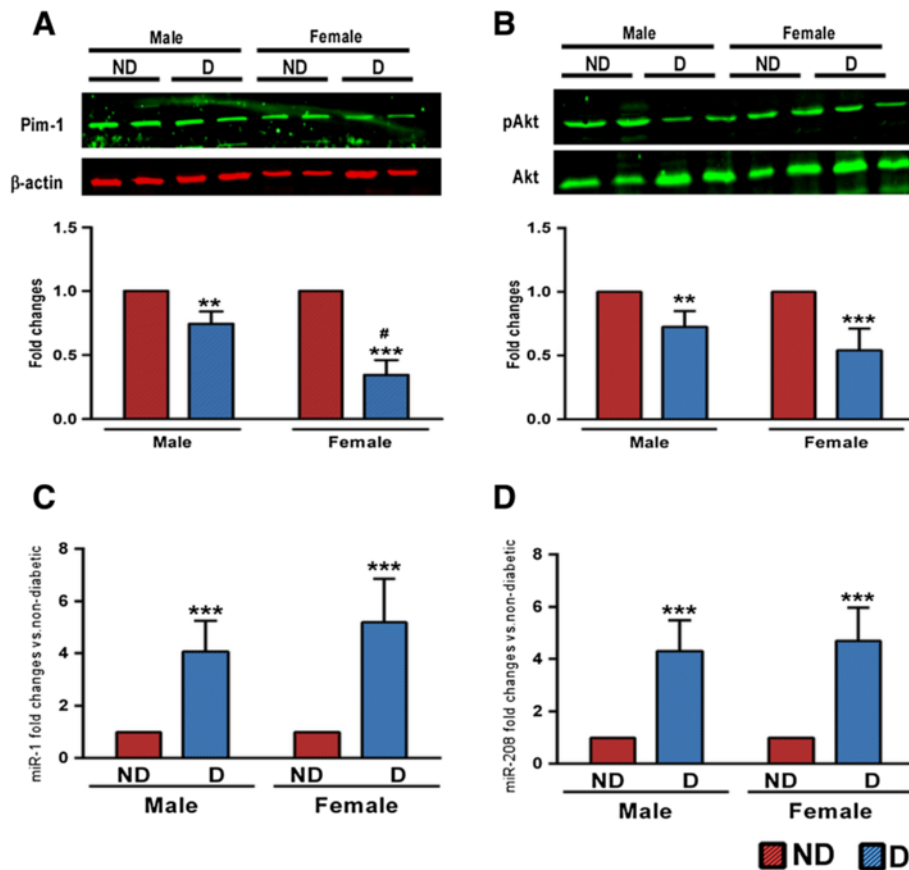 A
Male Female
ND D ND D
Pim-1
β-actin
1.5
1.0
0.5
0.0
Fold changes
**
#
***
Male Female
B
Male Female
ND D ND D
pAkt
Akt
1.5
1.0
0.5
0.0
Fold changes
**
***
Male Female
C
8
6
4
2
0
miR-1 fold changes vs.non-diabetic
***
***
ND D ND D
Male Female
D
8
6
4
2
0
miR-208 fold changes vs.non-diabetic
***
***
ND D ND D
Male Female
ND D